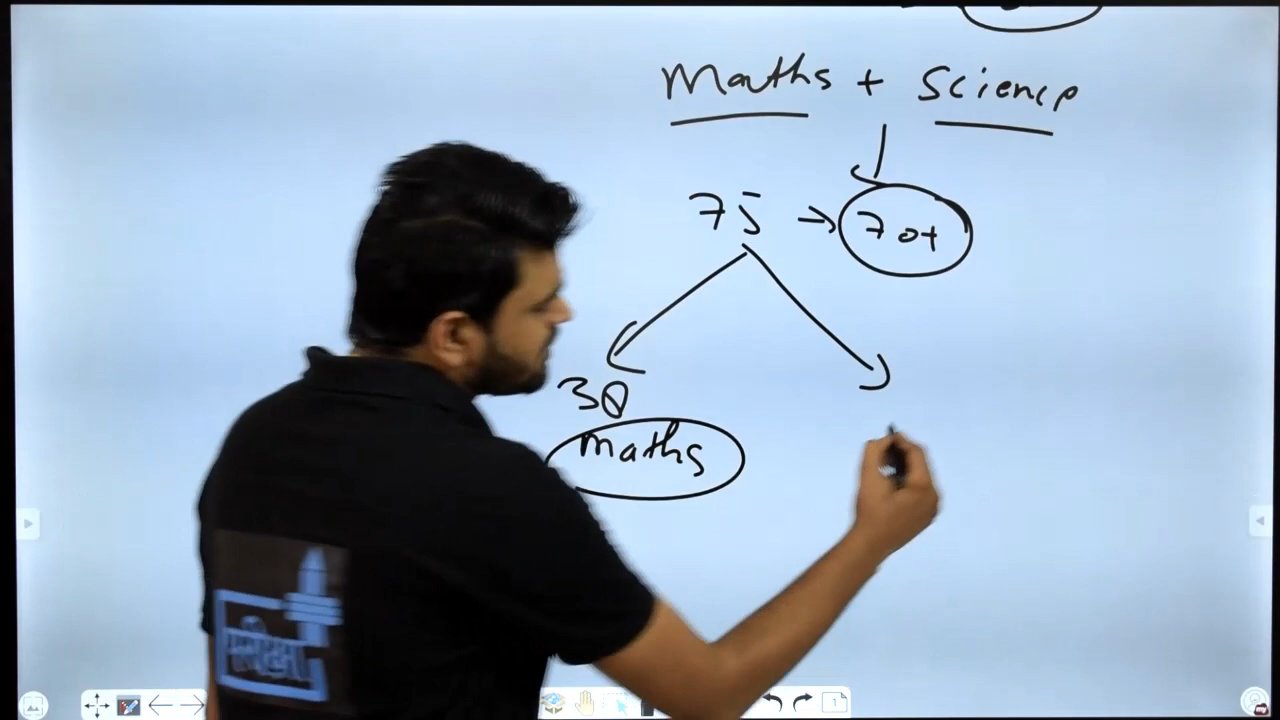 Maths + Science
75 → 70+
30
maths